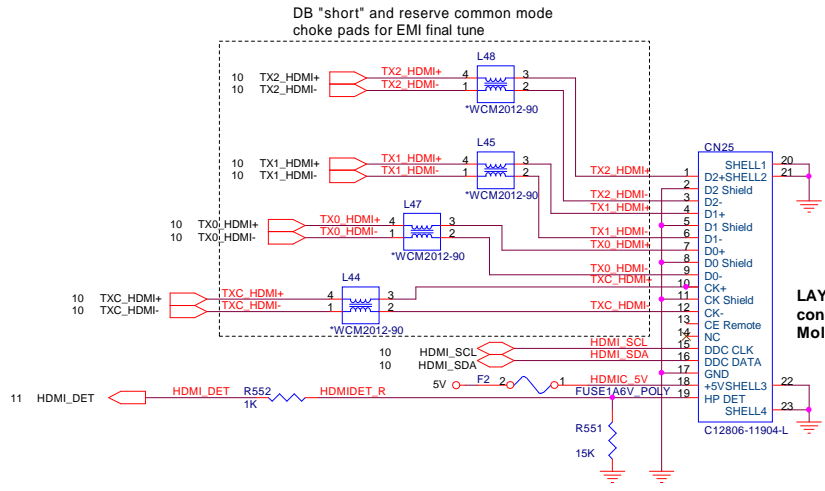 DB "short" and reserve common mode
choke pads for EMI final tune
L48
10 TX2_HDMI+ TX2_HDMI+ 4 3
10 TX2_HDMI- TX2_HDMI- 1 2
*WCM2012-90
L45
10 TX1_HDMI+ TX1_HDMI+ 4 3
10 TX1_HDMI- TX1_HDMI- 1 2
*WCM2012-90
L47
10 TX0_HDMI+ TX0_HDMI+ 4 3
10 TX0_HDMI- TX0_HDMI- 1 2
*WCM2012-90
L44
10 TXC_HDMI+ TXC_HDMI+ 4 3
10 TXC_HDMI- TXC_HDMI- 1 2
*WCM2012-90
CN25
SHELL1 20
TX2_HDMI+ 1 D2+ SHELL2 21
2 D2 Shield
TX2_HDMI- 3 D2-
TX1_HDMI+ 4 D1+
5 D1 Shield
TX1_HDMI- 6 D1-
TX0_HDMI+ 7 D0+
8 D0 Shield
TX0_HDMI- 9 D0-
TXC_HDMI+ 10 CK+
11 CK Shield
TXC_HDMI- 12 CK-
13 CE Remote
14 NC
10 HDMI_SCL HDMI_SCL 15 DDC CLK
10 HDMI_SDA HDMI_SDA 16 DDC DATA
17 GND
5V F2 2 1 HDMIC_5V 18 +5V SHELL3 22
FUSE1A6V_POLY
11 HDMI_DET HDMI_DET R552 HDMIDET_R 19 HP DET
1K
SHELL4 23
C12806-11904-L
R551
15K
LAY
con
Mol